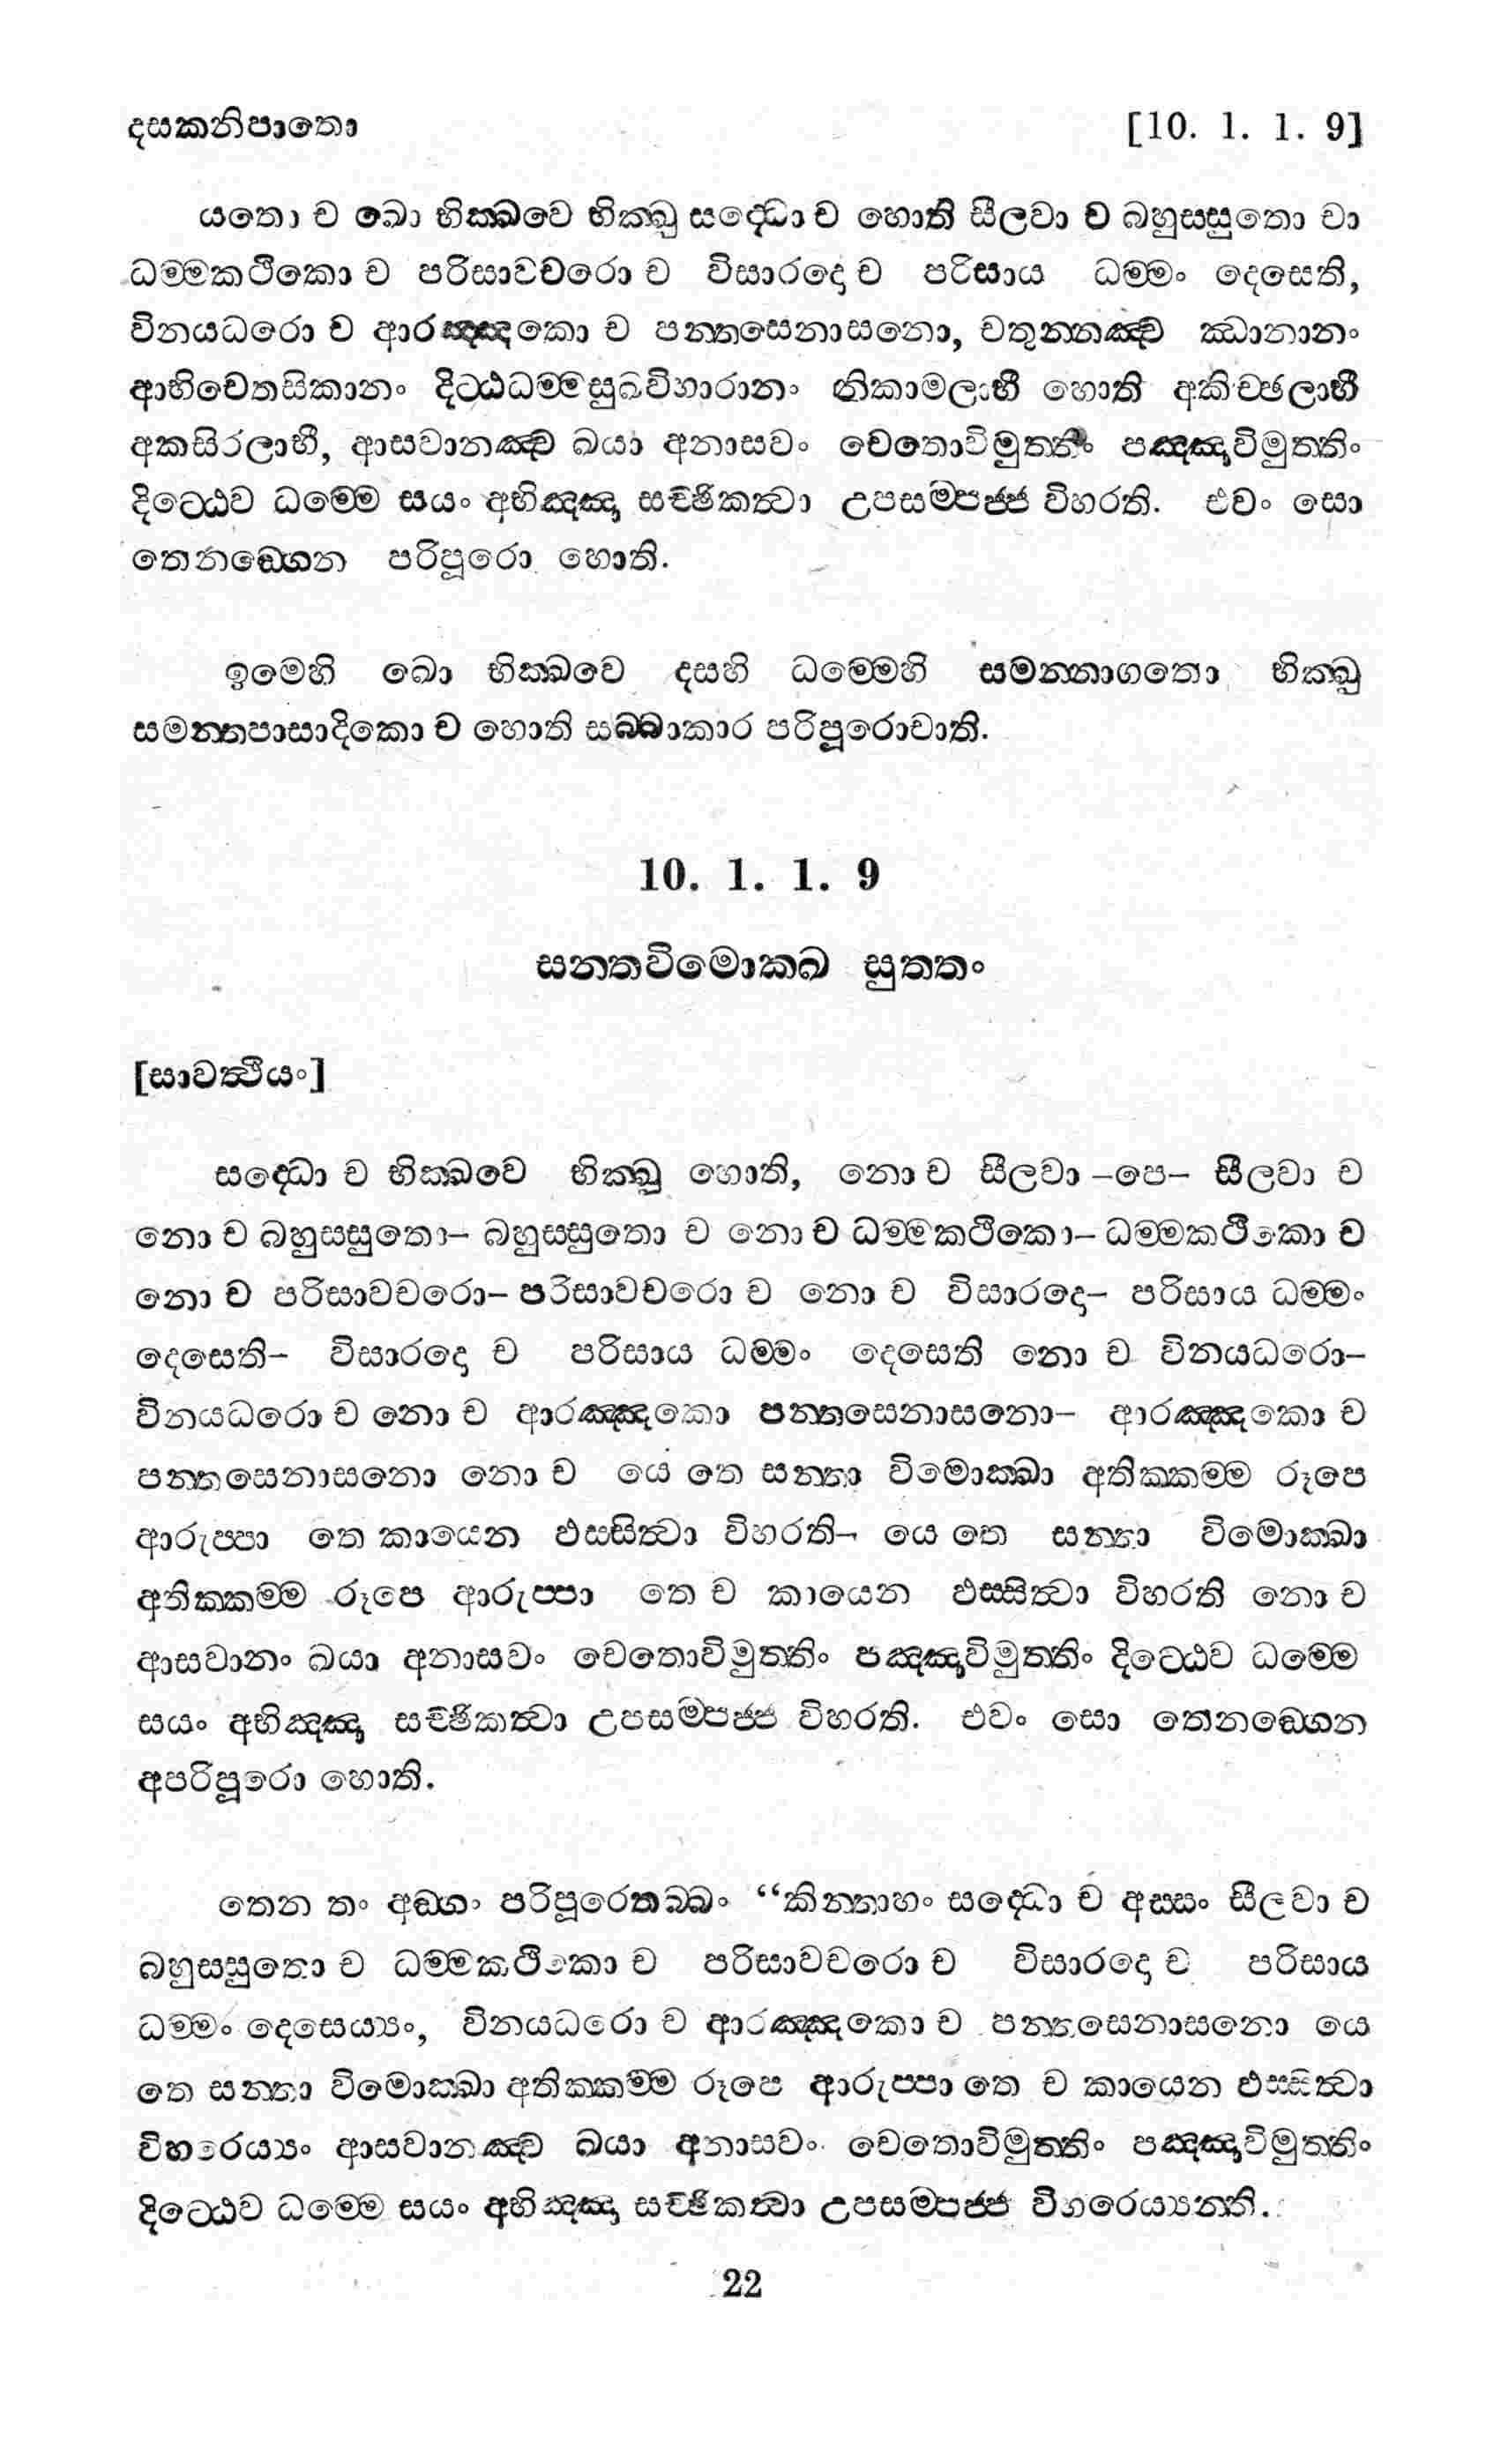 දසකනිපාතො [10. 1. 1. 9]
යතො ච ඛො භික්ඛවෙ භික්ඛු සද්ධො ච හොති සීලවා ච බහුස්සුතො චා
ධම්මකථිකො ච පරිසාවචරො ච විසාරදො ච පරිසාය ධම්මං දෙසෙති,
විනයධරො ච ආරඤ්ඤකො ච පන්තසෙනාසනො, චතුන්නඤ්ච ඣානානං
ආභිචෙතසිකානං දිට්ඨධම්මසුඛවිහාරානං නිකාමලාභී හොති අකිච්ඡලාභී
අකසිරලාභී, ආසවානඤ්ච ඛයා අනාසවං චෙතොවිමුත්තිං පඤ්ඤාවිමුත්තිං
දිට්ඨෙව ධම්මෙ සයං අභිඤ්ඤා සච්ඡිකත්වා උපසම්පජ්ජ විහරති. එවං සො
තෙනඞ්ගෙන පරිපූරො හොති.
ඉමෙහි ඛො භික්ඛවෙ දසහි ධම්මෙහි සමන්නාගතො භික්ඛු
සමන්තපාසාදිකො ච හොති සබ්බාකාර පරිපූරොචාති.
10. 1. 1. 9
සන්තවිමොක්ඛ සුත්තං
[සාවත්ථියං]
සද්ධො ච භික්ඛවෙ භික්ඛූ හොති, නො ච සීලවා –පෙ– සීලවා ච
නො ච බහුස්සුතො– බහුස්සුතො ච නො ච ධම්මකථිකො– ධම්මකථිකො ච
නො ච පරිසාවචරො– පරිසාවචරො ච නො ච විසාරදො– පරිසාය ධම්මං
දෙසෙති– විසාරදො ච පරිසාය ධම්මං දෙසෙති නො ච විනයධරො–
විනයධරො ච නො ච ආරඤ්ඤකො පන්තසෙනාසනො– ආරඤ්ඤකො ච
පන්තසෙනාසනො නො ච යෙ තෙ සන්තා විමොක්ඛා අතික්කම්ම රූපෙ
ආරුප්පා තෙ කායෙන ඵස්සිත්වා විහරති– යෙ තෙ සන්තා විමොක්ඛා
අතික්කම්ම රූපෙ ආරුප්පා තෙ ච කායෙන ඵස්සිත්වා විහරති නො ච
ආසවානං ඛයා අනාසවං චෙතොවිමුත්තිං පඤ්ඤාවිමුත්තිං දිට්ඨෙව ධම්මෙ
සයං අභිඤ්ඤා සච්ඡිකත්වා උපසම්පජ්ජ විහරති. එවං සො තෙනඞ්ගෙන
අපරිපූරො හොති.
තෙන තං අඞ්ගං පරිපූරෙතබ්බං “කින්තාහං සද්ධො ච අස්සං සීලවා ච
බහුස්සුතො ච ධම්මකථිකො ච පරිසාවචරො ච විසාරදො ච පරිසාය
ධම්මං දෙසෙය්‍යං, විනයධරො ච ආරඤ්ඤකො ච පන්තසෙනාසනො යෙ
තෙ සන්තා විමොක්ඛා අතික්කම්ම රූපෙ ආරුප්පා තෙ ච කායෙන ඵස්සිත්වා
විහරෙය්‍යං ආසවානඤ්ච ඛයා අනාසවං චෙතොවිමුත්තිං පඤ්ඤාවිමුත්තිං
දිට්ඨෙව ධම්මෙ සයං අභිඤ්ඤා සච්ඡිකත්වා උපසම්පජ්ජ විහරෙය්‍යන්ති.
22